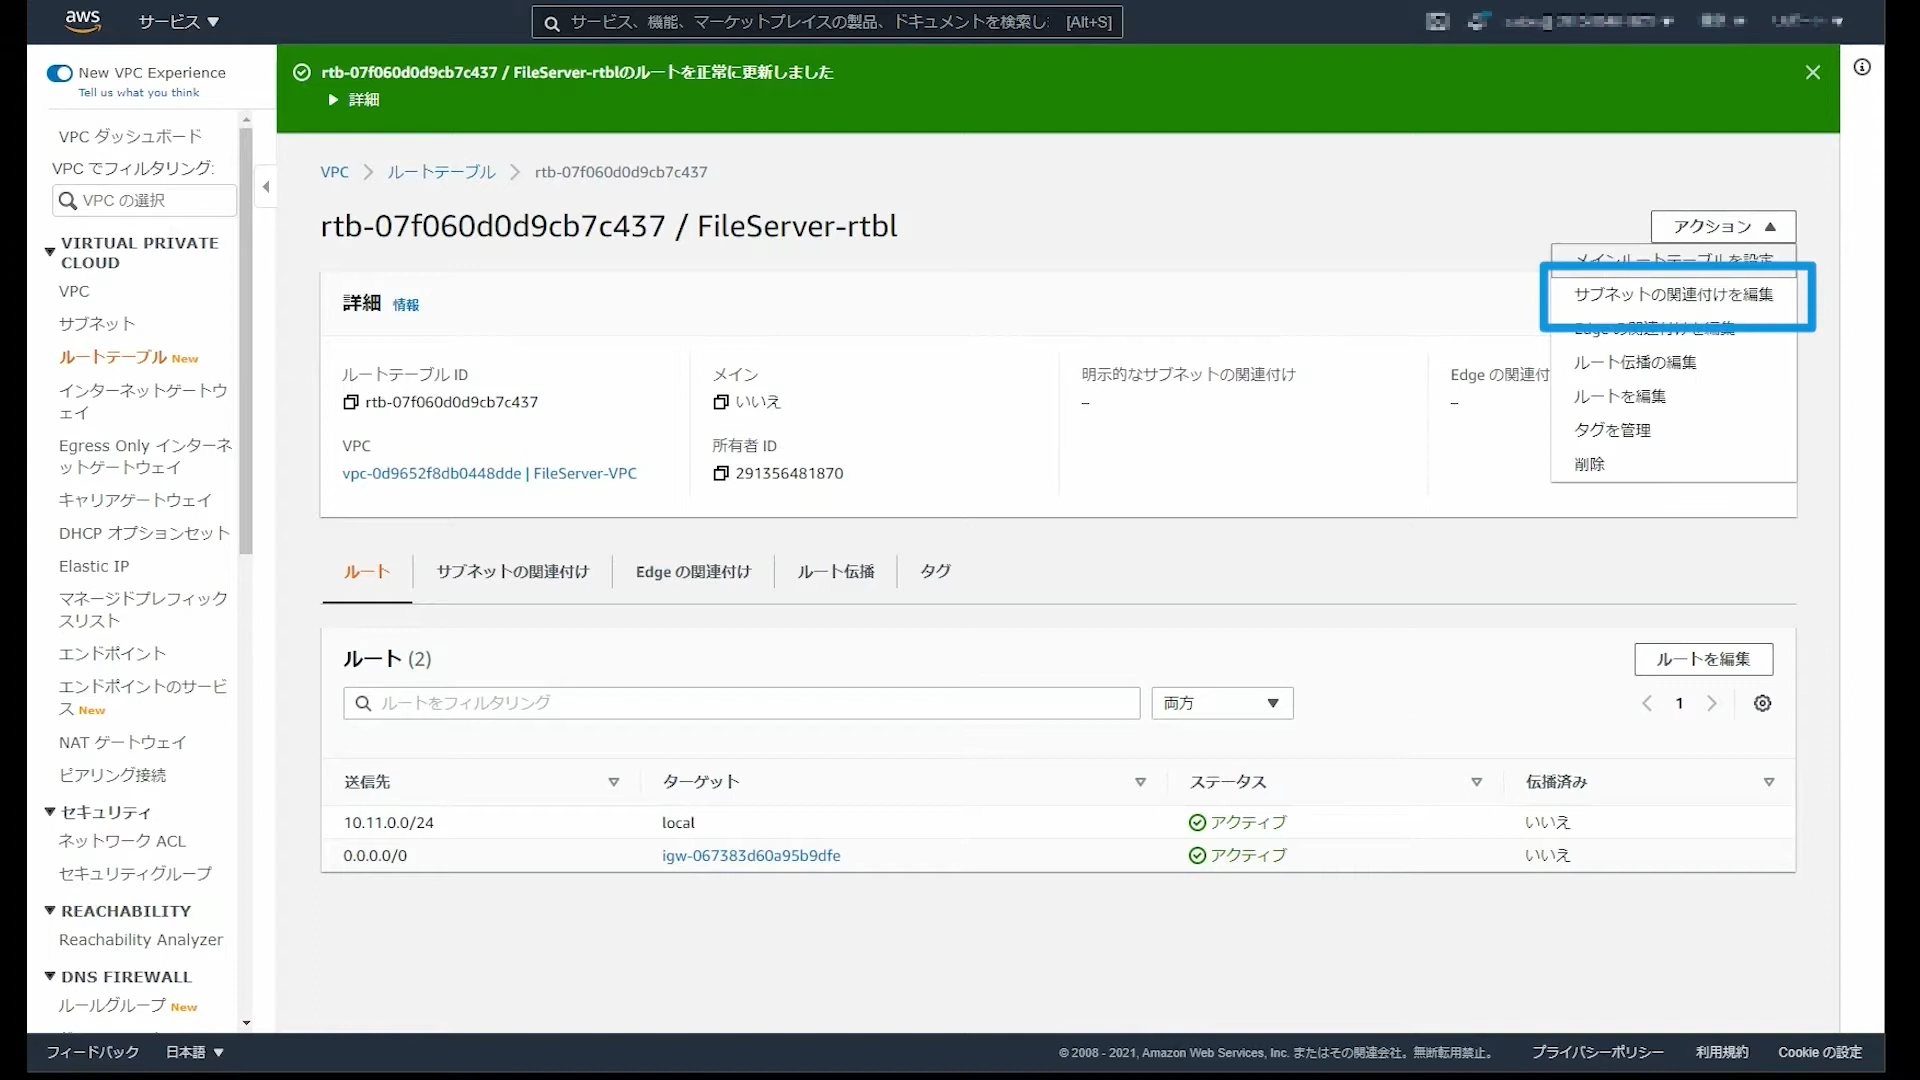 aws
サービス ▼
サービス、機能、マーケットプレイスの製品、ドキュメントを検索し [Alt+S]
New VPC Experience
Tell us what you think
VPC ダッシュボード
VPC でフィルタリング:
VPC の選択
VIRTUAL PRIVATE
CLOUD
VPC
サブネット
ルートテーブル New
インターネットゲートウ
ェイ
Egress Only インターネ
ットゲートウェイ
キャリアゲートウェイ
DHCP オプションセット
Elastic IP
マネージドプレフィック
スリスト
エンドポイント
エンドポイントのサービ
ス New
NAT ゲートウェイ
ピアリング接続
セキュリティ
ネットワーク ACL
セキュリティグループ
REACHABILITY
Reachability Analyzer
DNS FIREWALL
ルールグループ New
rtb-07f060d0d9cb7c437 / FileServer-rtblのルートを正常に更新しました
詳細
VPC ルートテーブル rtb-07f060d0d9cb7c437
rtb-07f060d0d9cb7c437 / FileServer-rtbl
アクション ▲
メインルートテーブルを設定
サブネットの関連付けを編集
Edge の関連付けを編集
ルート伝播の編集
ルートを編集
タグを管理
削除
詳細 情報
ルートテーブル ID
rtb-07f060d0d9cb7c437
メイン
いいえ
明示的なサブネットの関連付け
–
Edge の関連付
–
VPC
vpc-0d9652f8db0448dde | FileServer-VPC
所有者 ID
291356481870
ルート サブネットの関連付け Edge の関連付け ルート伝播 タグ
ルート (2)
ルートを編集
ルートをフィルタリング
両方
1
送信先 ターゲット ステータス 伝播済み
10.11.0.0/24 local アクティブ いいえ
0.0.0.0/0 igw-067383d60a95b9dfe アクティブ いいえ
フィードバック 日本語 ▼ © 2008 - 2021, Amazon Web Services, Inc. またはその関連会社。無断転用禁止。 プライバシーポリシー 利用規約 Cookie の設定